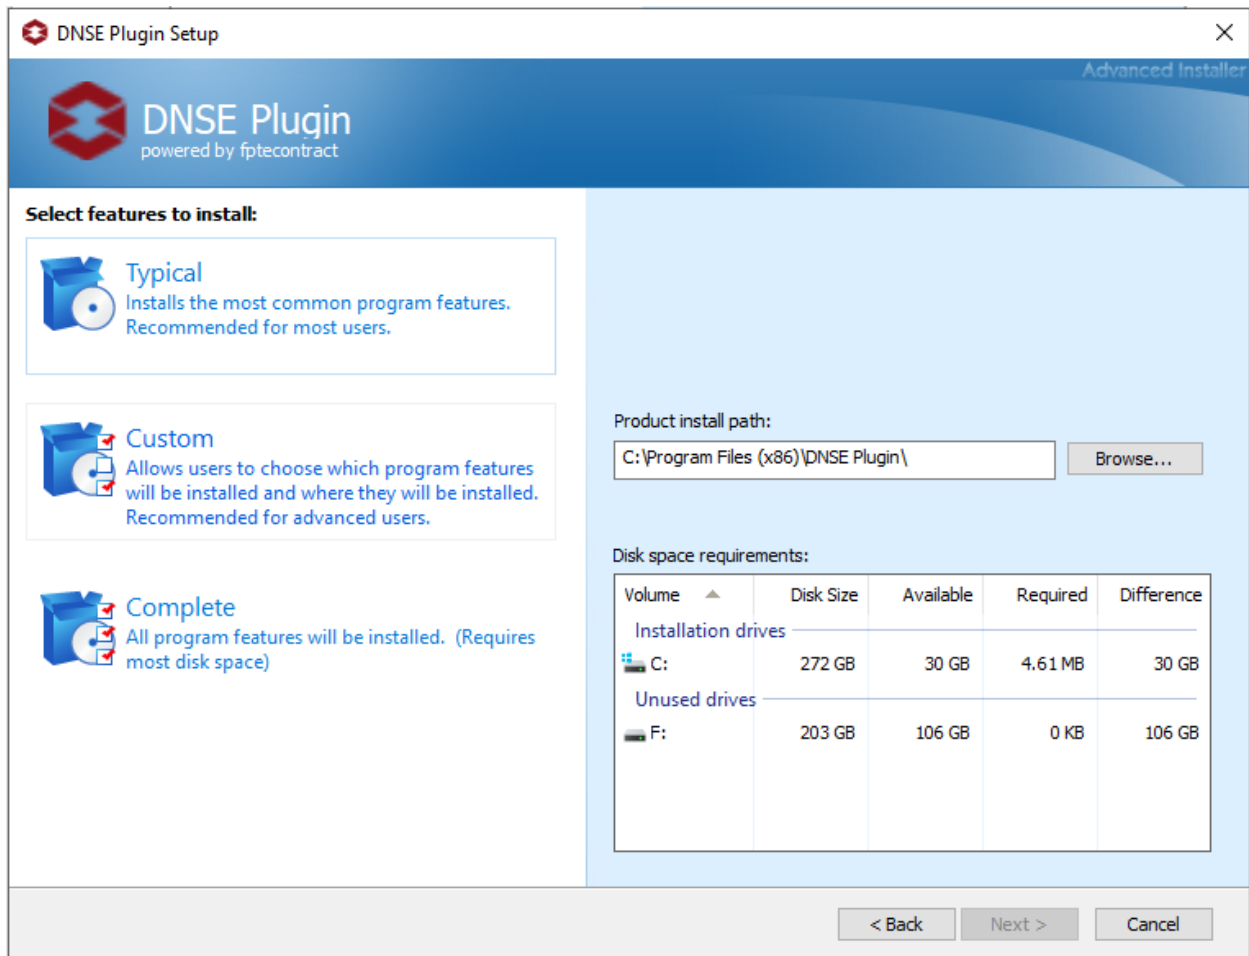 DNSE Plugin Setup
Advanced Installer
DNSE Plugin
powered by fptecontract
Select features to install:
Typical
Installs the most common program features.
Recommended for most users.
Custom
Allows users to choose which program features
will be installed and where they will be installed.
Recommended for advanced users.
Complete
All program features will be installed. (Requires
most disk space)
Product install path:
C:\Program Files (x86)\DNSE Plugin\
Browse...
Disk space requirements:
Volume Disk Size Available Required Difference
Installation drives
C: 272 GB 30 GB 4.61 MB 30 GB
Unused drives
F: 203 GB 106 GB 0 KB 106 GB
< Back Next > Cancel